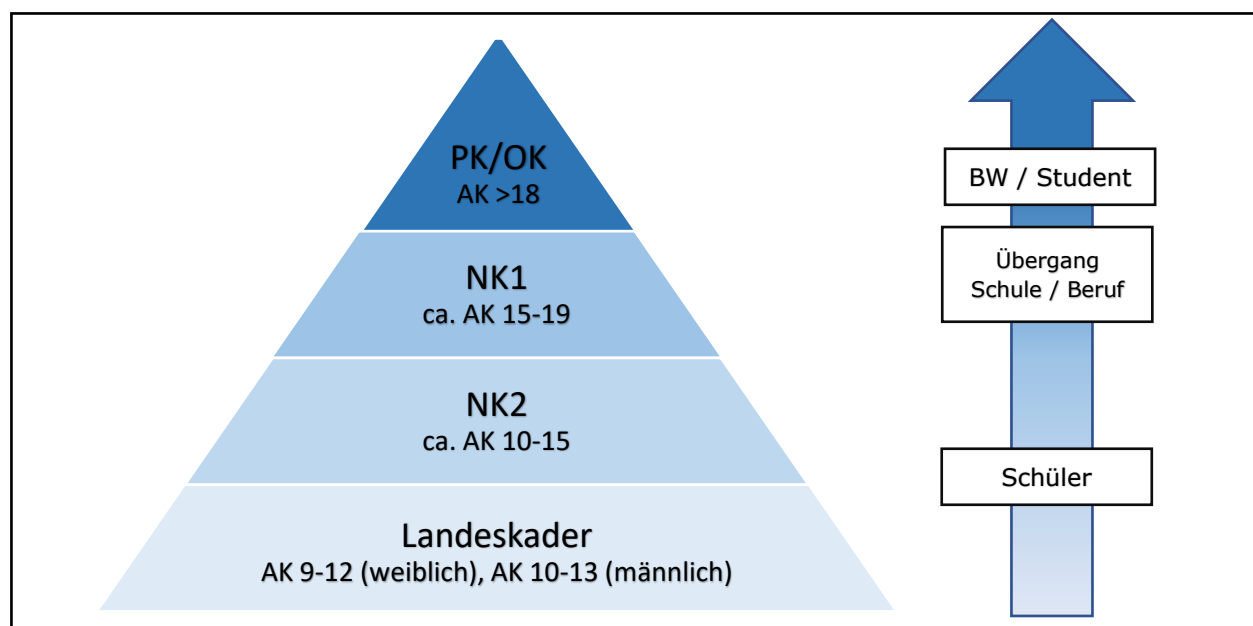 PK/OK
AK >18
NK1
ca. AK 15-19
NK2
ca. AK 10-15
Landeskader
AK 9-12 (weiblich), AK 10-13 (männlich)
BW / Student
Übergang
Schule / Beruf
Schüler